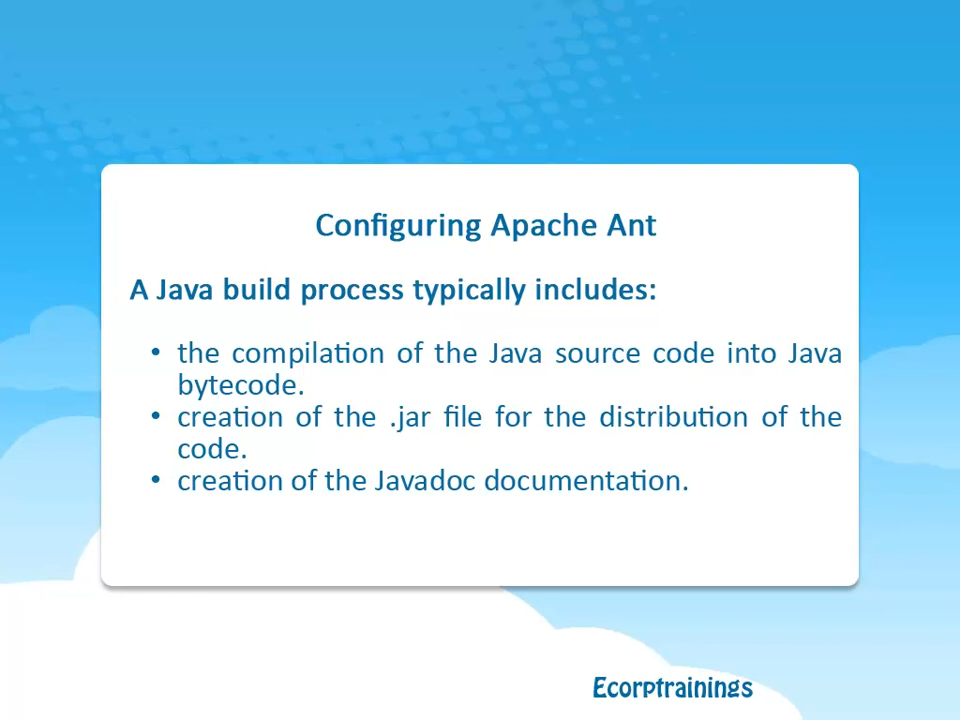 Configuring Apache Ant
A Java build process typically includes:
• the compilation of the Java source code into Java
bytecode.
• creation of the .jar file for the distribution of the
code.
• creation of the Javadoc documentation.
Ecorptrainings